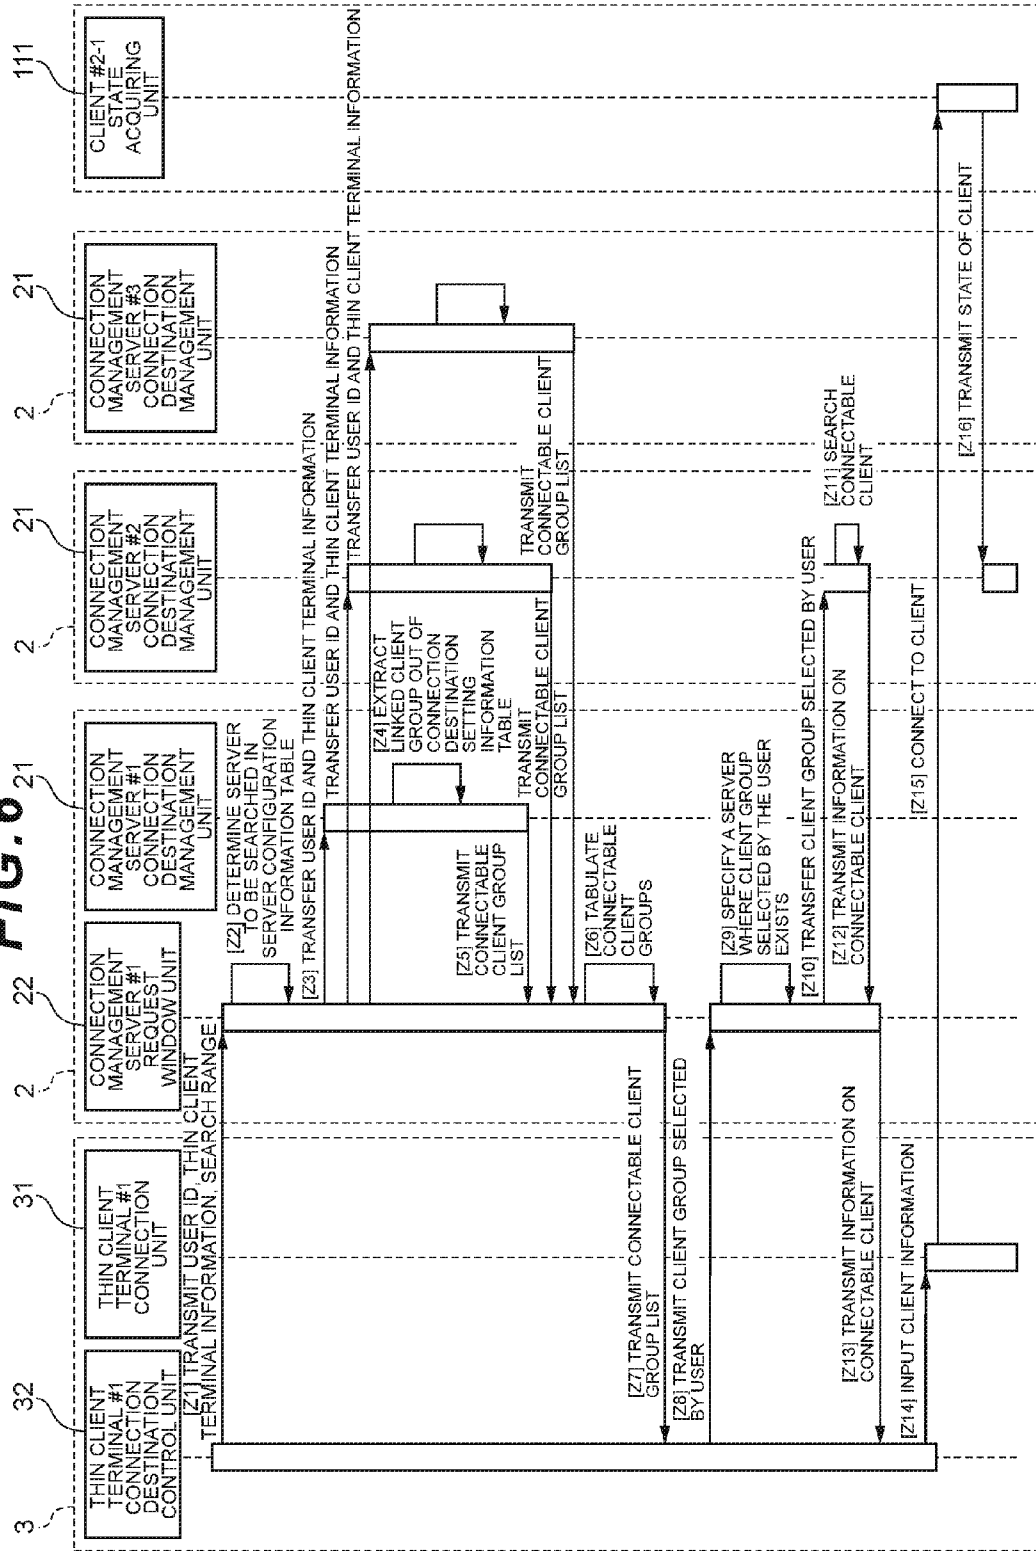 FIG. 6
3
32
THIN CLIENT
TERMINAL #1
CONNECTION
DESTINATION
CONTROL UNIT
31
THIN CLIENT
TERMINAL #1
CONNECTION
UNIT
2
22
CONNECTION
MANAGEMENT
SERVER #1
REQUEST
WINDOW UNIT
21
CONNECTION
MANAGEMENT
SERVER #1
CONNECTION
DESTINATION
MANAGEMENT
UNIT
2
21
CONNECTION
MANAGEMENT
SERVER #2
CONNECTION
DESTINATION
MANAGEMENT
UNIT
2
21
CONNECTION
MANAGEMENT
SERVER #3
CONNECTION
DESTINATION
MANAGEMENT
UNIT
111
CLIENT #2-1
STATE
ACQUIRING
UNIT
[Z1] TRANSMIT USER ID, THIN CLIENT
TERMINAL INFORMATION, SEARCH RANGE
[Z2] DETERMINE SERVER
TO BE SEARCHED IN
SERVER CONFIGURATION
INFORMATION TABLE
[Z3] TRANSFER USER ID AND THIN CLIENT TERMINAL INFORMATION
TRANSFER USER ID AND THIN CLIENT TERMINAL INFORMATION
TRANSFER USER ID AND THIN CLIENT TERMINAL INFORMATION
[Z4] EXTRACT
LINKED CLIENT
GROUP OUT OF
CONNECTION
DESTINATION
SETTING
INFORMATION
TABLE
[Z5] TRANSMIT
CONNECTABLE
CLIENT GROUP
LIST
TRANSMIT
CONNECTABLE CLIENT
GROUP LIST
TRANSMIT
CONNECTABLE CLIENT
GROUP LIST
[Z6] TABULATE
CONNECTABLE
CLIENT
GROUPS
[Z7] TRANSMIT CONNECTABLE CLIENT
GROUP LIST
[Z8] TRANSMIT CLIENT GROUP SELECTED
BY USER
[Z9] SPECIFY A SERVER
WHERE CLIENT GROUP
SELECTED BY THE USER
EXISTS
[Z10] TRANSFER CLIENT GROUP SELECTED BY USER
[Z11] SEARCH
CONNECTABLE
CLIENT
[Z12] TRANSMIT INFORMATION ON
CONNECTABLE CLIENT
[Z13] TRANSMIT INFORMATION ON
CONNECTABLE CLIENT
[Z14] INPUT CLIENT INFORMATION
[Z15] CONNECT TO CLIENT
[Z16] TRANSMIT STATE OF CLIENT